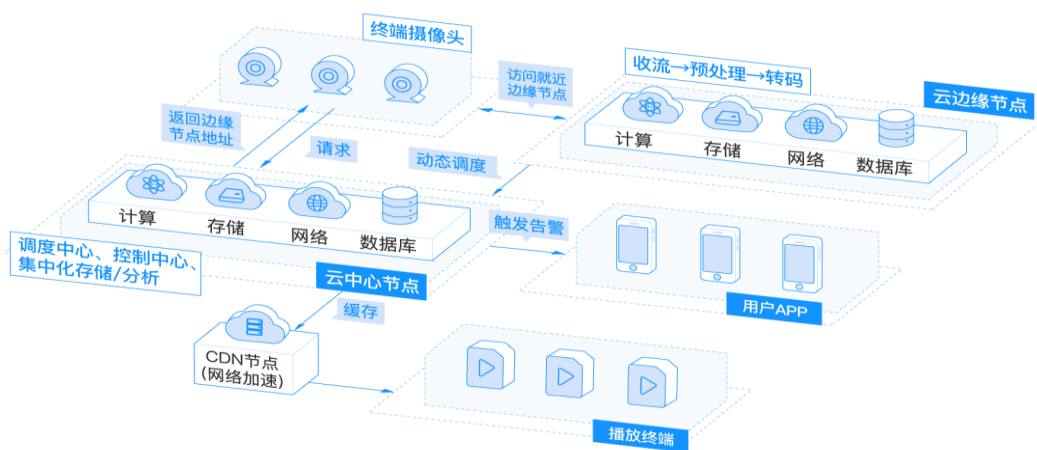 终端摄像头
收流→预处理→转码
访问就近
边缘节点
云边缘节点
计算
存储
网络
数据库
返回边缘
节点地址
请求
动态调度
计算
存储
网络
数据库
触发告警
调度中心、控制中心、
集中化存储/分析
云中心节点
用户APP
缓存
CDN节点
(网络加速)
播放终端